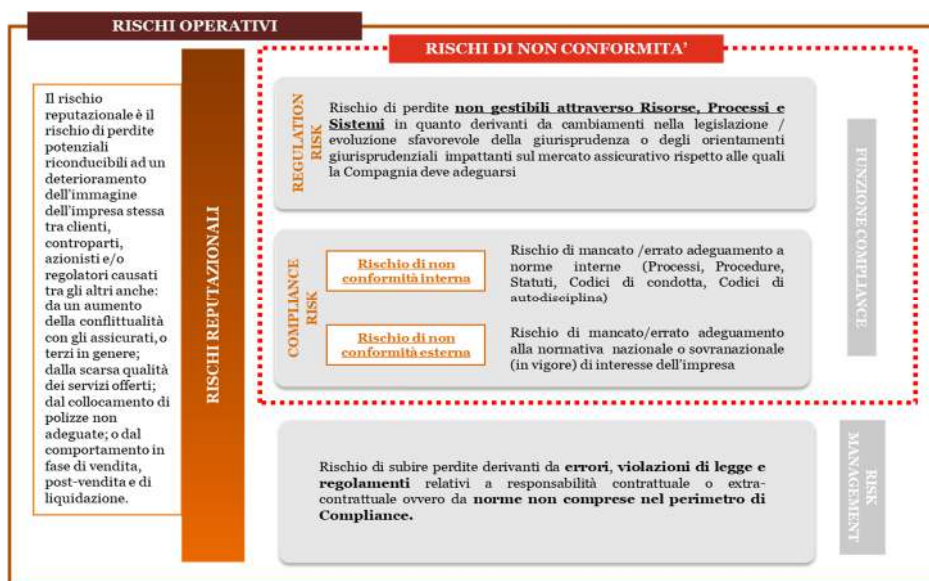 RISCHI OPERATIVI
RISCHI DI NON CONFORMITA'
Il rischio
reputazionale è il
rischio di perdite
potenziali
riconducibili ad un
deterioramento
dell'immagine
dell'impresa stessa
tra clienti,
controparti,
azionisti e/o
regolatori causati
tra gli altri anche:
da un aumento
della conflittualità
con gli assicurati, o
terzi in genere;
dalla scarsa qualità
dei servizi offerti;
dal collocamento di
polizze non
adeguate; o dal
comportamento in
fase di vendita,
post-vendita e di
liquidazione.
RISCHI REPUTAZIONALI
REGULATION
RISK
Rischio di perdite non gestibili attraverso Risorse, Processi e
Sistemi in quanto derivanti da cambiamenti nella legislazione /
evoluzione sfavorevole della giurisprudenza o degli orientamenti
giurisprudenziali impattanti sul mercato assicurativo rispetto alle quali
la Compagnia deve adeguarsi
COMPLIANCE
RISK
Rischio di non
conformità interna
Rischio di mancato /errato adeguamento a
norme interne (Processi, Procedure,
Statuti, Codici di condotta, Codici di
autodisciplina)
Rischio di non
conformità esterna
Rischio di mancato/errato adeguamento
alla normativa nazionale o sovranazionale
(in vigore) di interesse dell'impresa
FUNZIONE COMPLIANCE
Rischio di subire perdite derivanti da errori, violazioni di legge e
regolamenti relativi a responsabilità contrattuale o extra-
contrattuale ovvero da norme non comprese nel perimetro di
Compliance.
RISK
MANAGEMENT